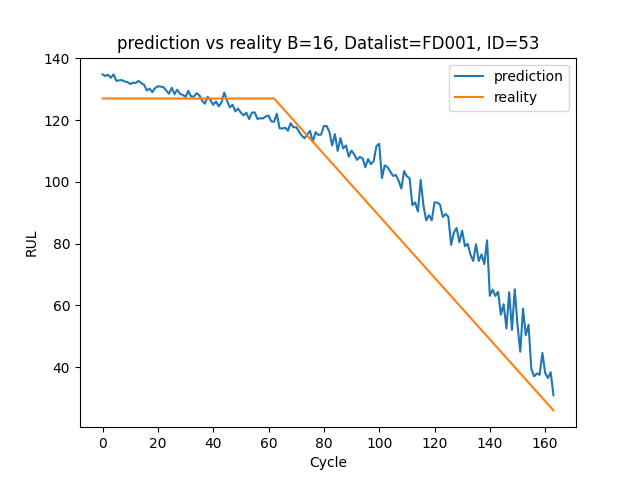 prediction vs reality B=16, Datalist=FD001, ID=53
prediction
reality
RUL
140
120
100
80
60
40
0 20 40 60 80 100 120 140 160
Cycle